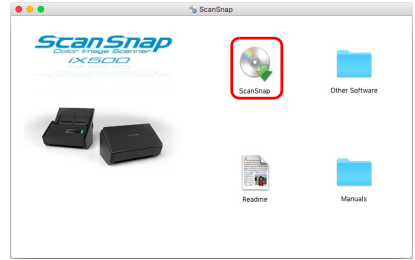 ScanSnap
ScanSnap
Color Image Scanner
iX500
ScanSnap
Other Software
Readme
Manuals